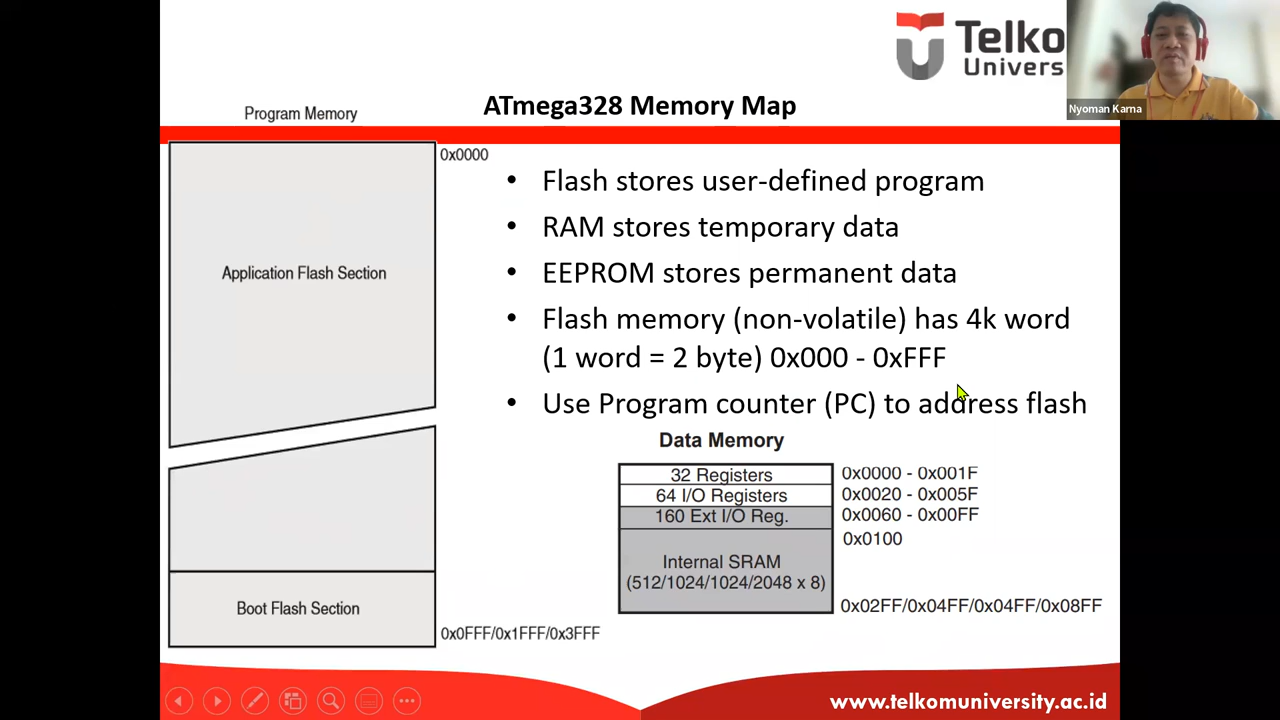 Telko
Univers
Nyoman Karna
ATmega328 Memory Map
Program Memory
0x0000
Application Flash Section
Boot Flash Section
0x0FFF/0x1FFF/0x3FFF
• Flash stores user-defined program
• RAM stores temporary data
• EEPROM stores permanent data
• Flash memory (non-volatile) has 4k word
(1 word = 2 byte) 0x000 - 0xFFF
• Use Program counter (PC) to address flash
Data Memory
32 Registers 0x0000 - 0x001F
64 I/O Registers 0x0020 - 0x005F
160 Ext I/O Reg. 0x0060 - 0x00FF
0x0100
Internal SRAM
(512/1024/1024/2048 x 8)
0x02FF/0x04FF/0x04FF/0x08FF
www.telkomuniversity.ac.id